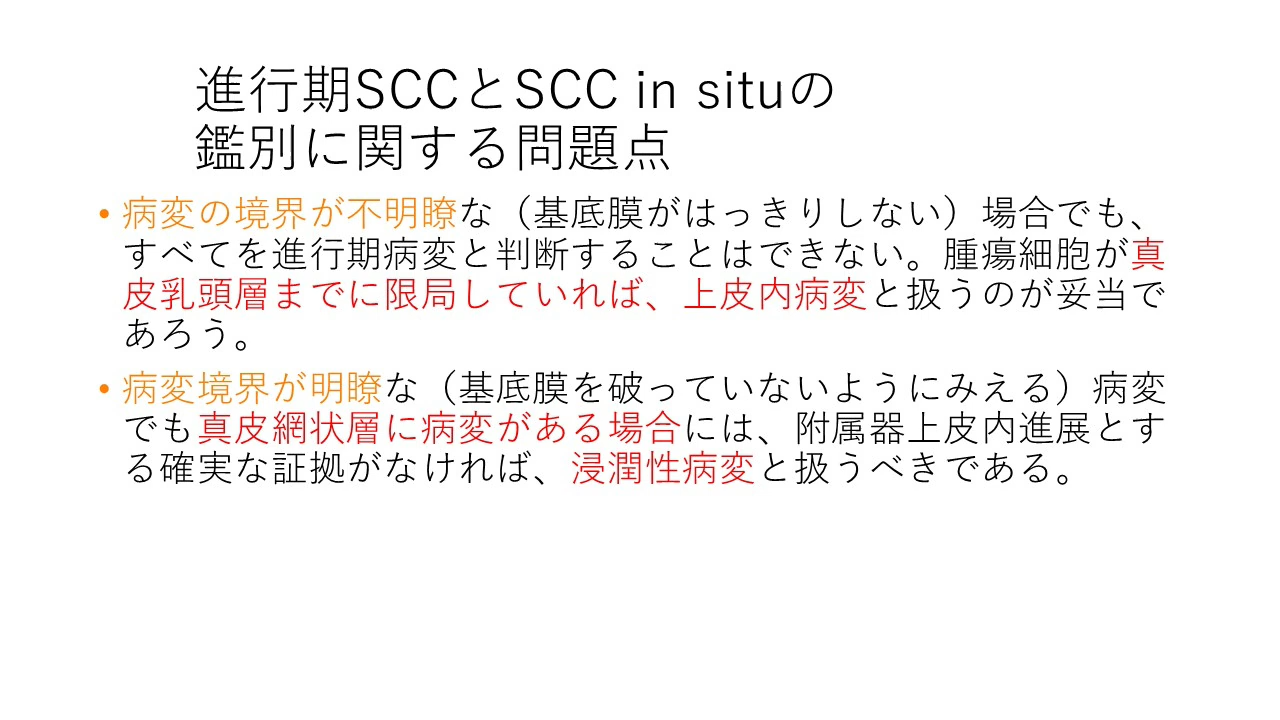 進行期SCCとSCC in situの
鑑別に関する問題点
• 病変の境界が不明瞭な（基底膜がはっきりしない）場合でも、
すべてを進行期病変と判断することはできない。腫瘍細胞が真
皮乳頭層までに限局していれば、上皮内病変と扱うのが妥当で
あろう。
• 病変境界が明瞭な（基底膜を破っていないようにみえる）病変
でも真皮網状層に病変がある場合には、附属器上皮内進展とす
る確実な証拠がなければ、浸潤性病変と扱うべきである。